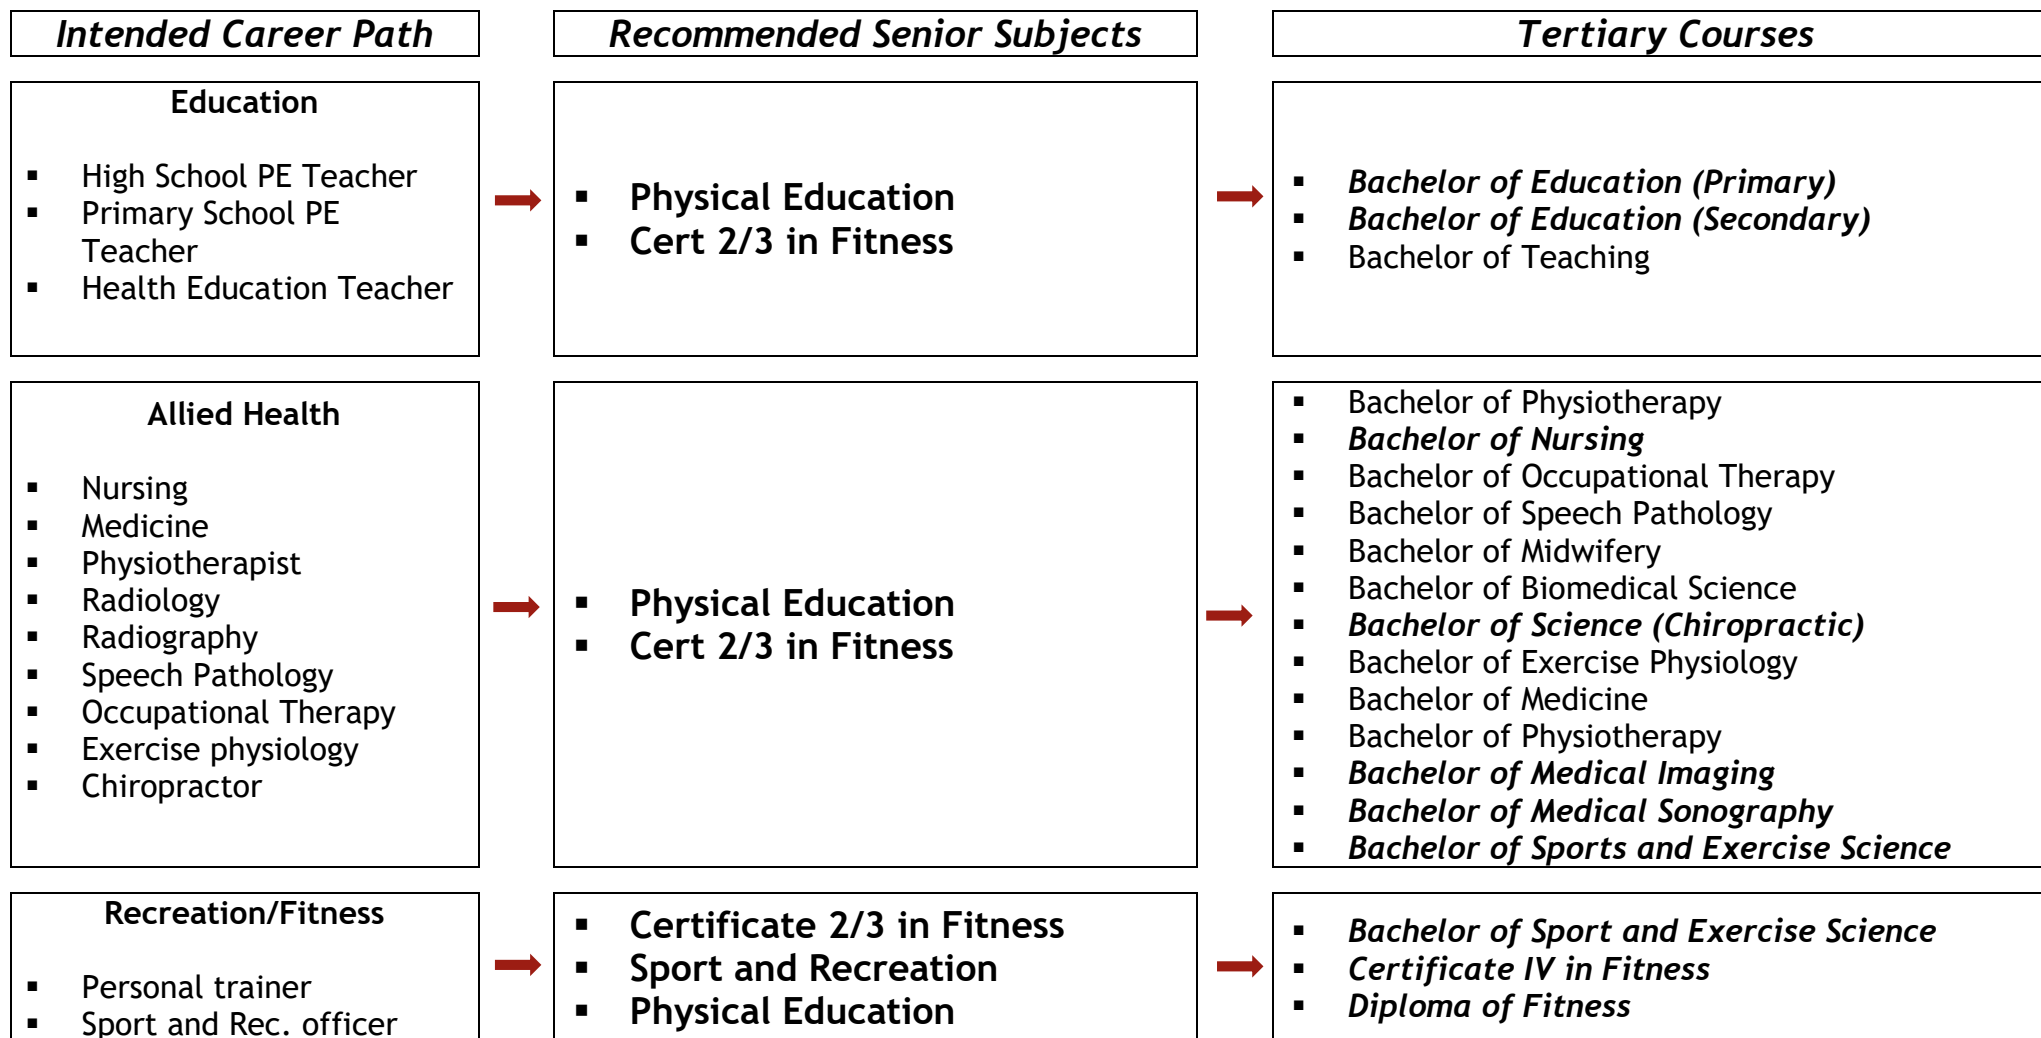 Intended Career Path
Recommended Senior Subjects
Tertiary Courses
Education
▪ High School PE Teacher
▪ Primary School PE
Teacher
▪ Health Education Teacher
▪ Physical Education
▪ Cert 2/3 in Fitness
▪ Bachelor of Education (Primary)
▪ Bachelor of Education (Secondary)
▪ Bachelor of Teaching
Allied Health
▪ Nursing
▪ Medicine
▪ Physiotherapist
▪ Radiology
▪ Radiography
▪ Speech Pathology
▪ Occupational Therapy
▪ Exercise physiology
▪ Chiropractor
▪ Physical Education
▪ Cert 2/3 in Fitness
▪ Bachelor of Physiotherapy
▪ Bachelor of Nursing
▪ Bachelor of Occupational Therapy
▪ Bachelor of Speech Pathology
▪ Bachelor of Midwifery
▪ Bachelor of Biomedical Science
▪ Bachelor of Science (Chiropractic)
▪ Bachelor of Exercise Physiology
▪ Bachelor of Medicine
▪ Bachelor of Physiotherapy
▪ Bachelor of Medical Imaging
▪ Bachelor of Medical Sonography
▪ Bachelor of Sports and Exercise Science
Recreation/Fitness
▪ Personal trainer
▪ Sport and Rec. officer
▪ Certificate 2/3 in Fitness
▪ Sport and Recreation
▪ Physical Education
▪ Bachelor of Sport and Exercise Science
▪ Certificate IV in Fitness
▪ Diploma of Fitness